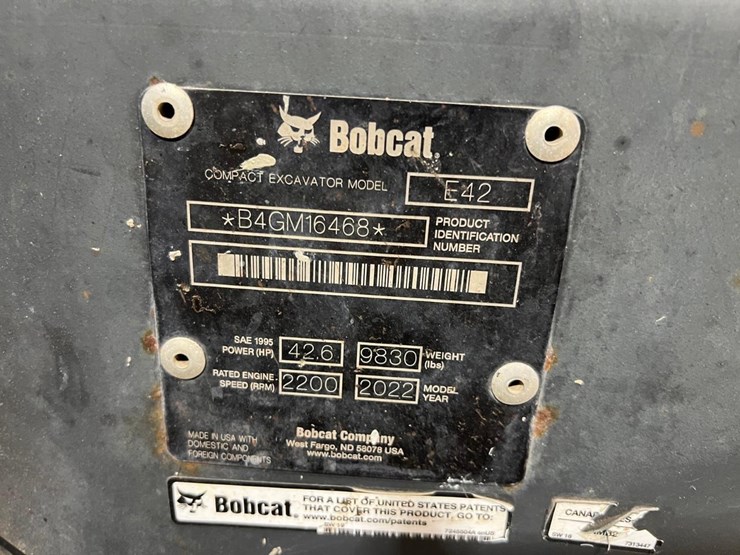 Bobcat
COMPACT EXCAVATOR MODEL E42
*B4GM16468* PRODUCT
IDENTIFICATION
NUMBER
SAE 1995
POWER (HP) 42.6 9830 WEIGHT
(lbs)
RATED ENGINE
SPEED (RPM) 2200 2022 MODEL
YEAR
MADE IN USA WITH
DOMESTIC AND
FOREIGN COMPONENTS
Bobcat Company
West Fargo, ND 58078 USA
www.bobcat.com
Bobcat
FOR A LIST OF UNITED STATES PATENTS
THAT COVER THIS PRODUCT, GO TO:
www.bobcat.com/patents
7313447